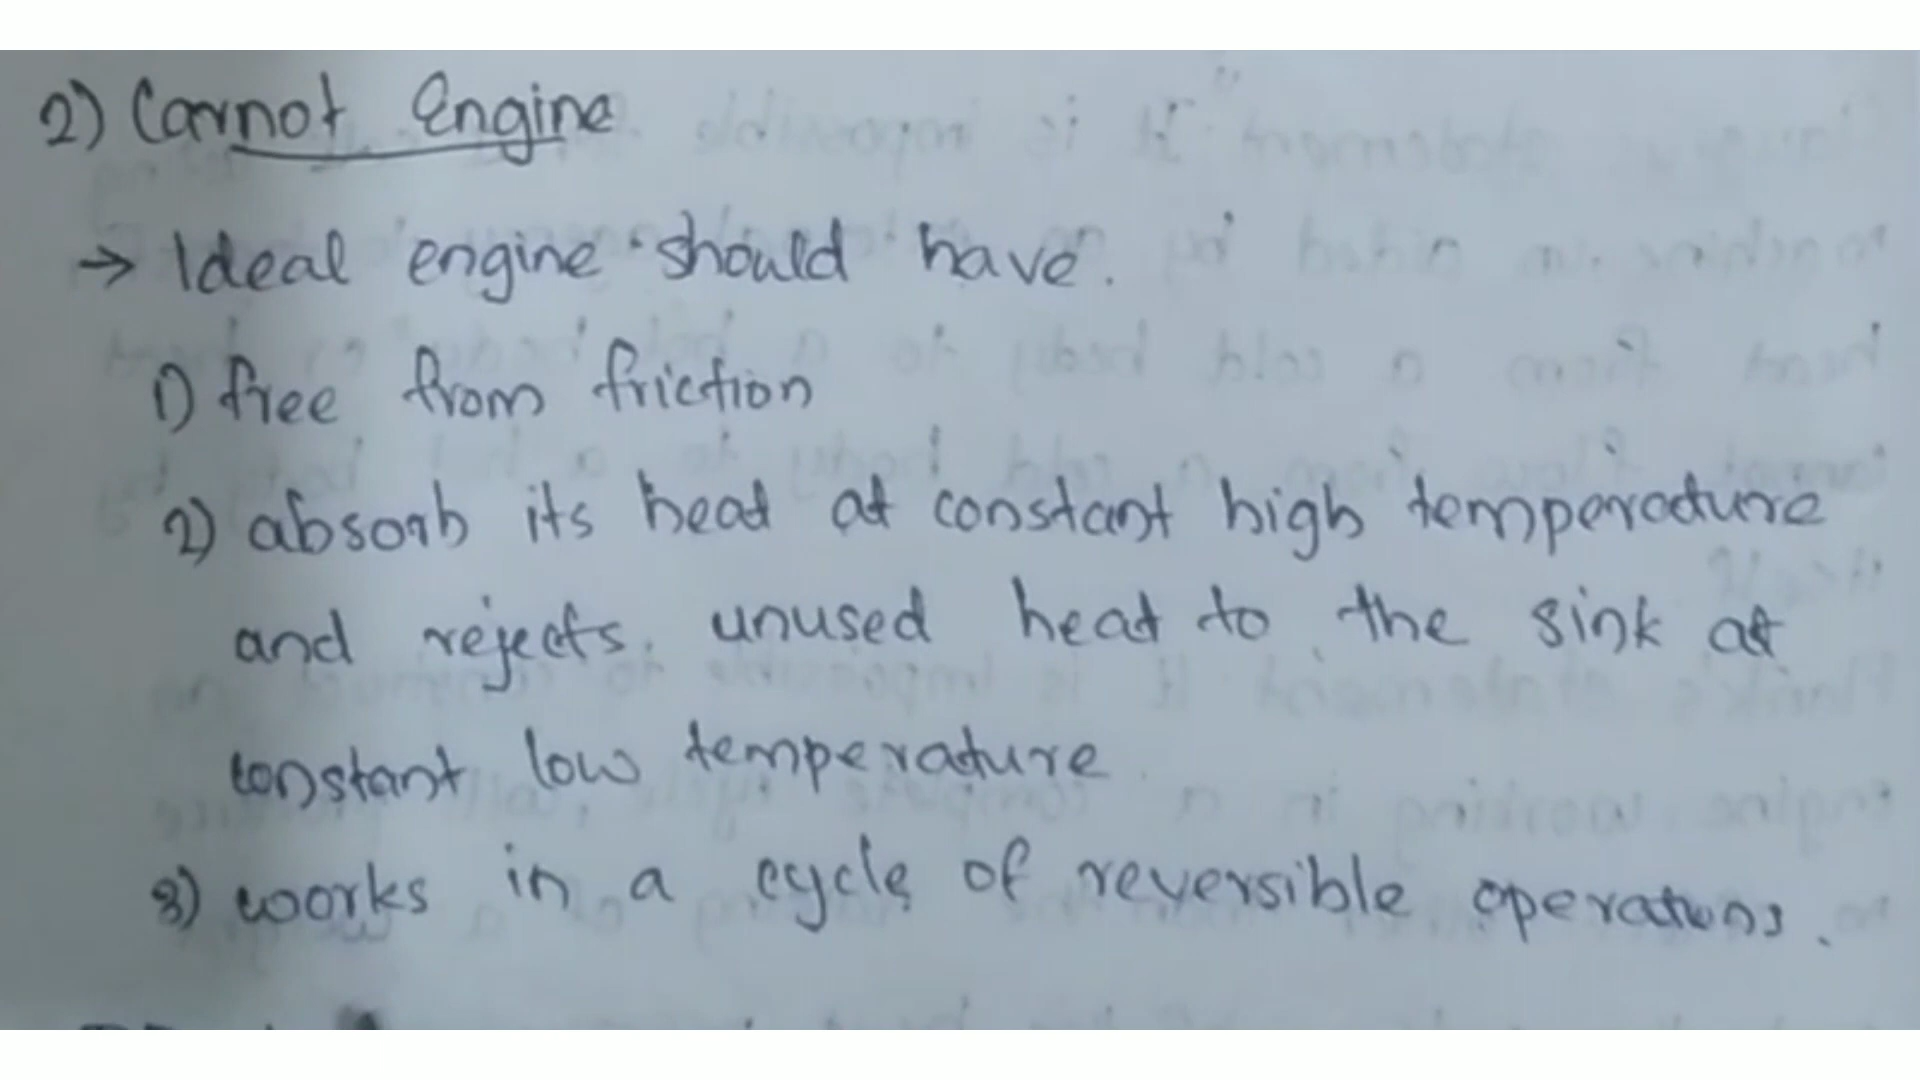 2) Carnot Engine
→ Ideal engine should have.
1) free from friction
2) absorb its heat at constant high temperature
and rejects unused heat to the sink at
constant low temperature
3) works in a cycle of reversible operations.